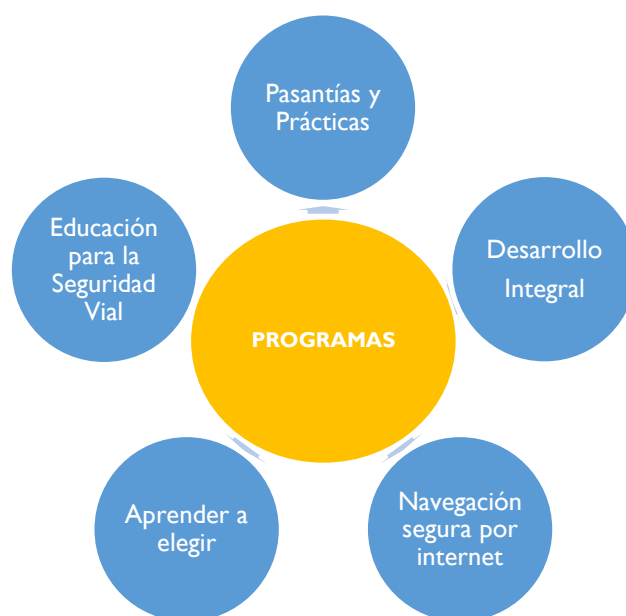 Pasantías y
Prácticas
Educación
para la
Seguridad
Vial
Desarrollo
Integral
PROGRAMAS
Aprender a
elegir
Navegación
segura por
internet